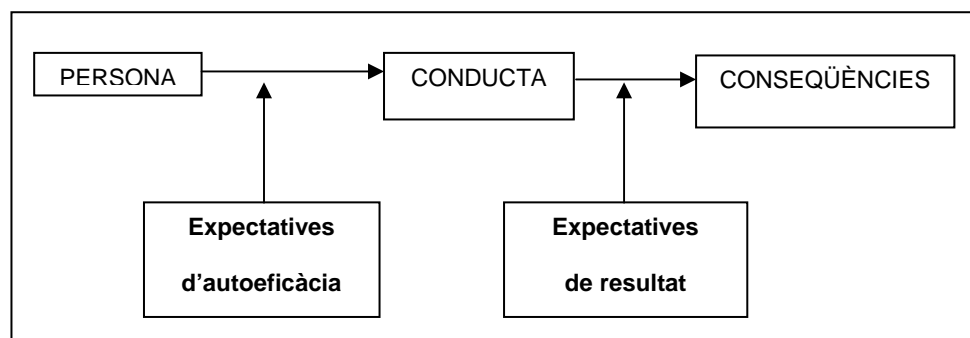 PERSONA
CONDUCTA
CONSEQÜÈNCIES
Expectatives
d'autoeficàcia
Expectatives
de resultat